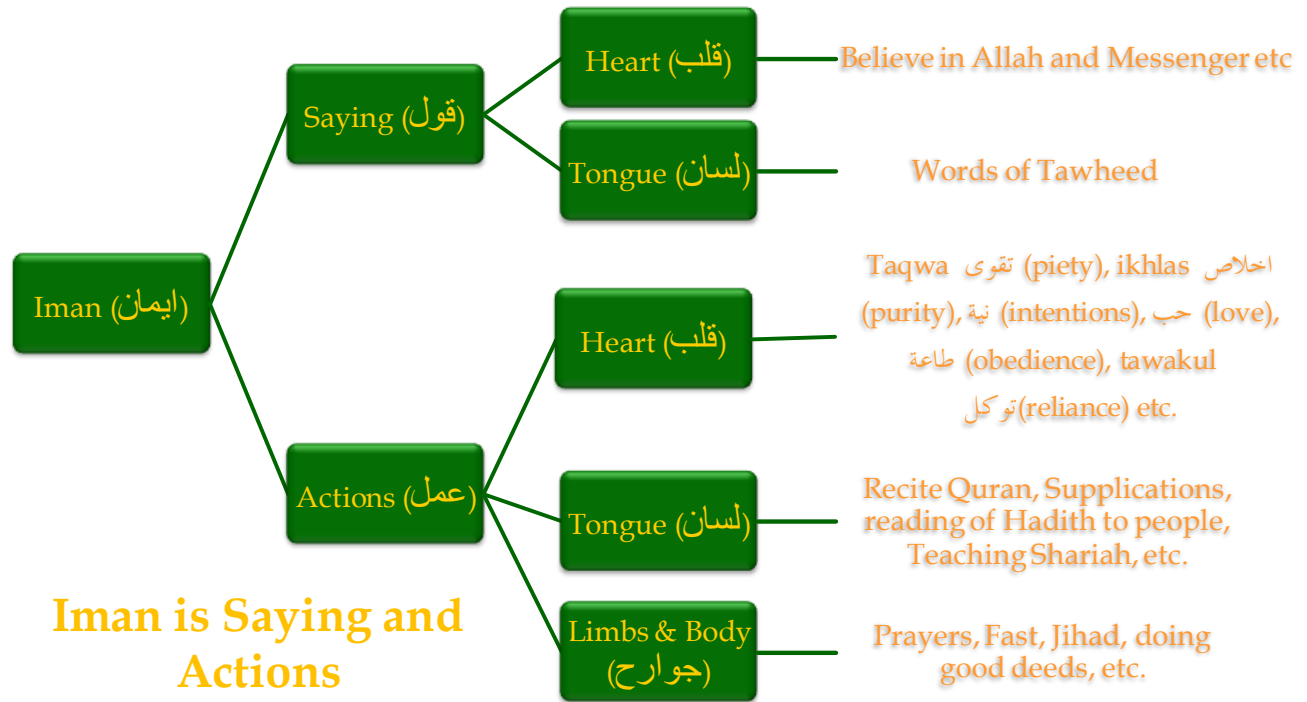 Iman (ايمان)
Saying (قول)
Heart (قلب)
Believe in Allah and Messenger etc
Tongue (لسان)
Words of Tawheed
Actions (عمل)
Heart (قلب)
Taqwa تقوى (piety), ikhlas اخلاص
(purity), نية (intentions), حب (love),
طاعة (obedience), tawakul
توكل(reliance) etc.
Tongue (لسان)
Recite Quran, Supplications,
reading of Hadith to people,
Teaching Shariah, etc.
Limbs & Body
(جوارح)
Prayers, Fast, Jihad, doing
good deeds, etc.
Iman is Saying and
Actions